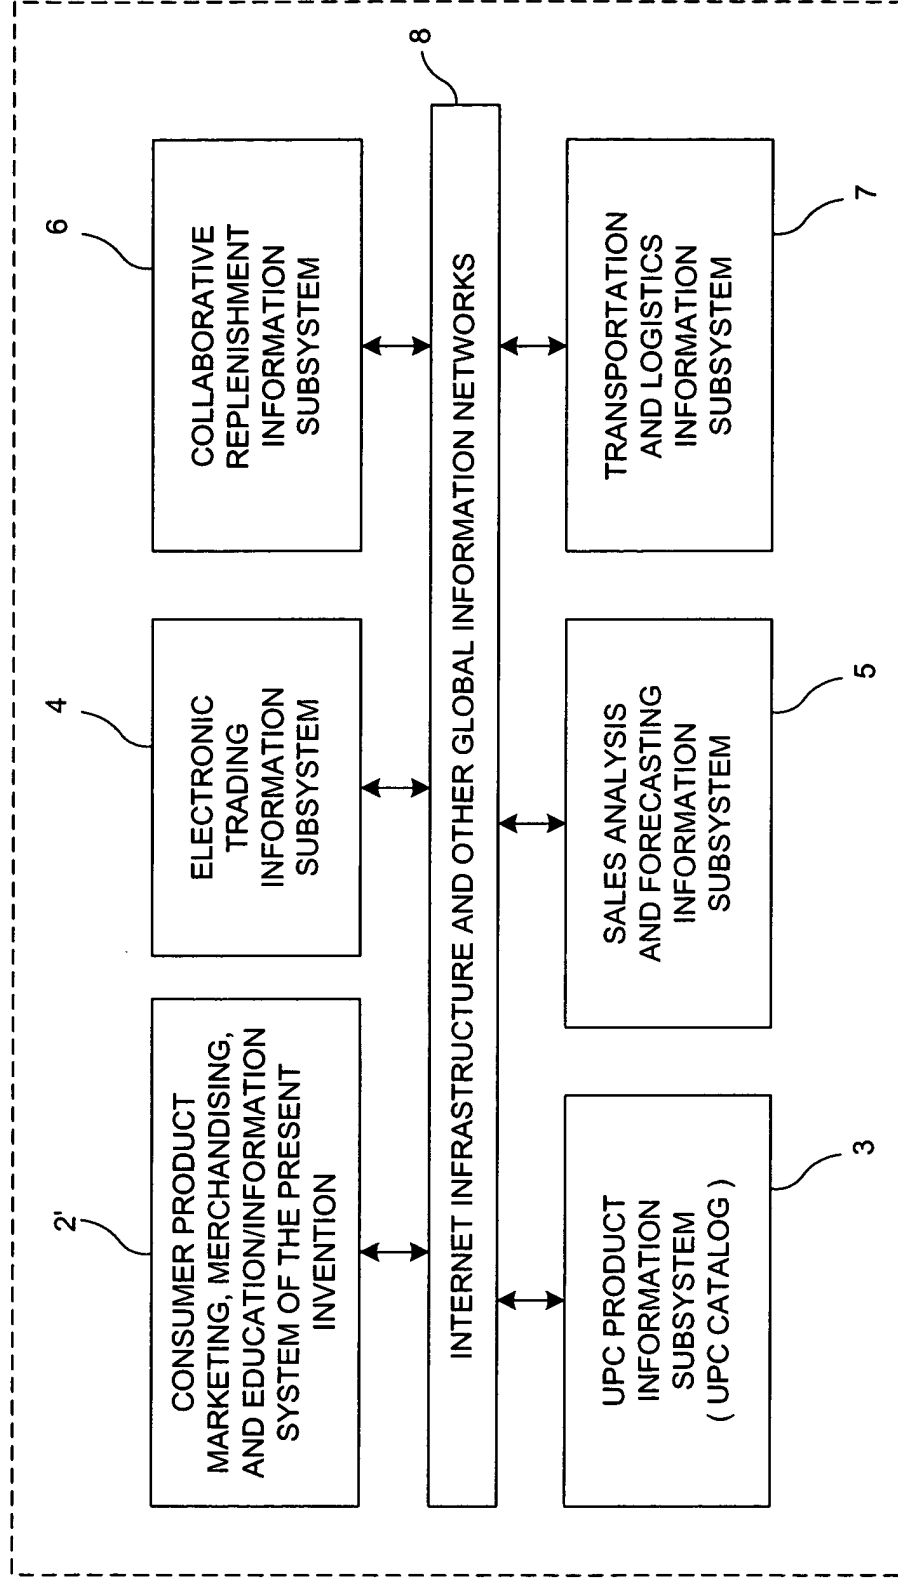 2'
CONSUMER PRODUCT
MARKETING, MERCHANDISING,
AND EDUCATION/INFORMATION
SYSTEM OF THE PRESENT
INVENTION
4
ELECTRONIC
TRADING
INFORMATION
SUBSYSTEM
6
COLLABORATIVE
REPLENISHMENT
INFORMATION
SUBSYSTEM
8
INTERNET INFRASTRUCTURE AND OTHER GLOBAL INFORMATION NETWORKS
UPC PRODUCT
INFORMATION
SUBSYSTEM
( UPC CATALOG )
3
SALES ANALYSIS
AND FORECASTING
INFORMATION
SUBSYSTEM
5
TRANSPORTATION
AND LOGISTICS
INFORMATION
SUBSYSTEM
7